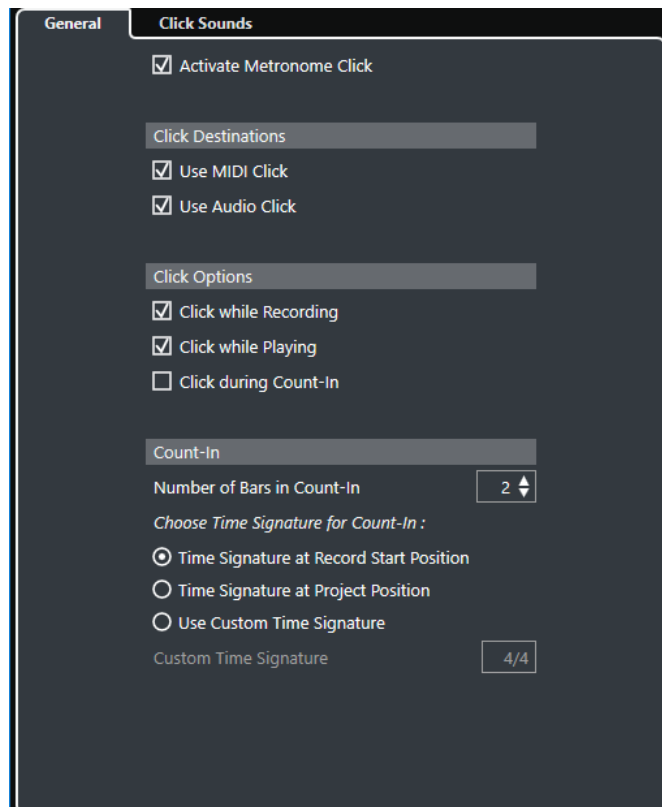 General
Click Sounds
Activate Metronome Click
Click Destinations
Use MIDI Click
Use Audio Click
Click Options
Click while Recording
Click while Playing
Click during Count-In
Count-In
Number of Bars in Count-In 2
Choose Time Signature for Count-In :
Time Signature at Record Start Position
Time Signature at Project Position
Use Custom Time Signature
Custom Time Signature 4/4